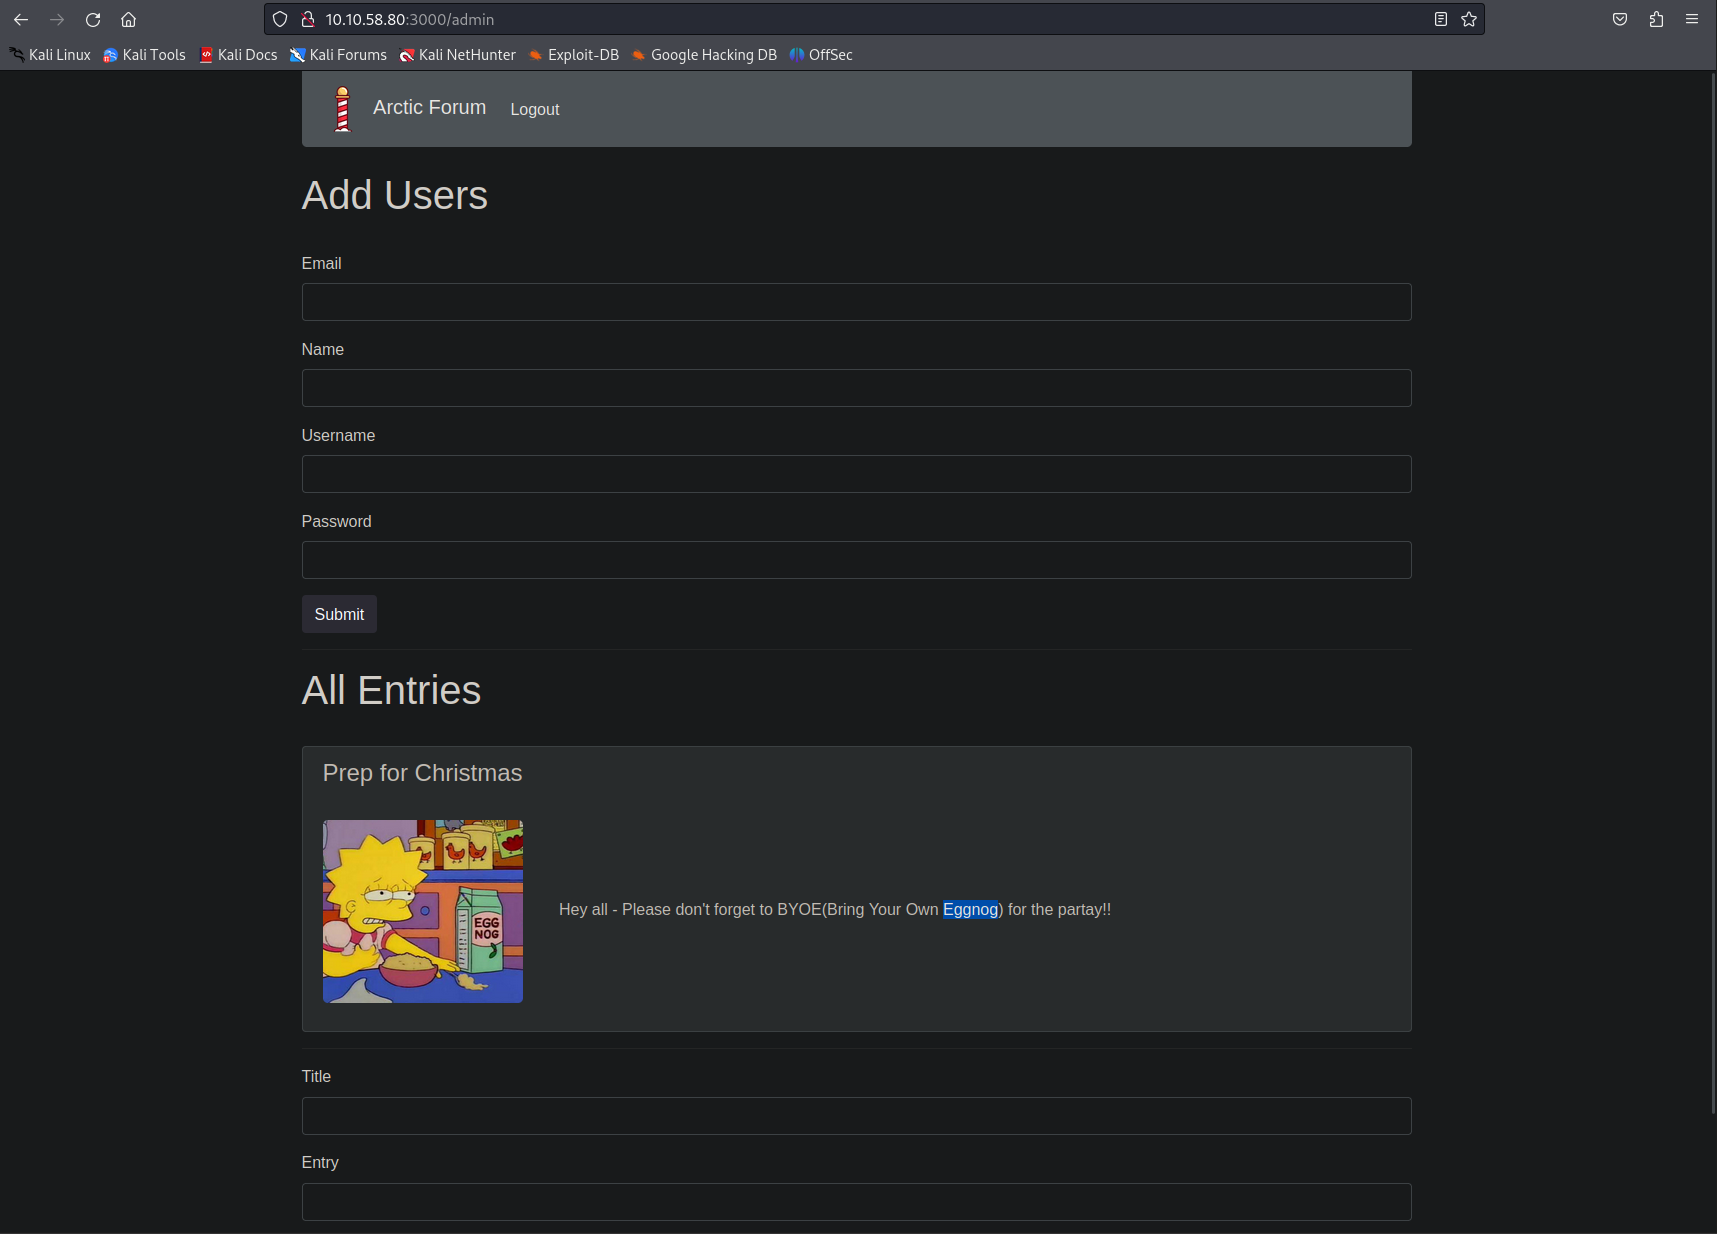 10.10.58.80:3000/admin
Kali Linux Kali Tools Kali Docs Kali Forums Kali NetHunter Exploit-DB Google Hacking DB OffSec
Arctic Forum Logout
Add Users
Email
Name
Username
Password
Submit
All Entries
Prep for Christmas
EGG
NOG
Hey all - Please don't forget to BYOE(Bring Your Own Eggnog) for the partay!!
Title
Entry